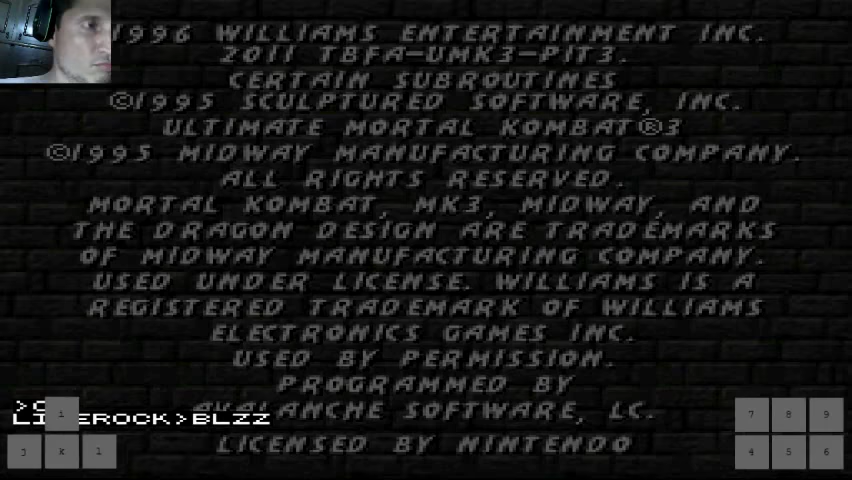 1996 WILLIAMS ENTERTAINMENT INC.
2011 TBFA-UMK3-PIT3.
CERTAIN SUBROUTINES
©1995 SCULPTURED SOFTWARE, INC.
ULTIMATE MORTAL KOMBAT®3
©1995 MIDWAY MANUFACTURING COMPANY.
ALL RIGHTS RESERVED.
MORTAL KOMBAT, MK3, MIDWAY, AND
THE DRAGON DESIGN ARE TRADEMARKS
OF MIDWAY MANUFACTURING COMPANY.
USED UNDER LICENSE. WILLIAMS IS A
REGISTERED TRADEMARK OF WILLIAMS
ELECTRONICS GAMES INC.
USED BY PERMISSION.
PROGRAMMED BY
AVALANCHE SOFTWARE, LC.
LICENSED BY NINTENDO
>BLZZ
i
j k l
7 8 9
4 5 6